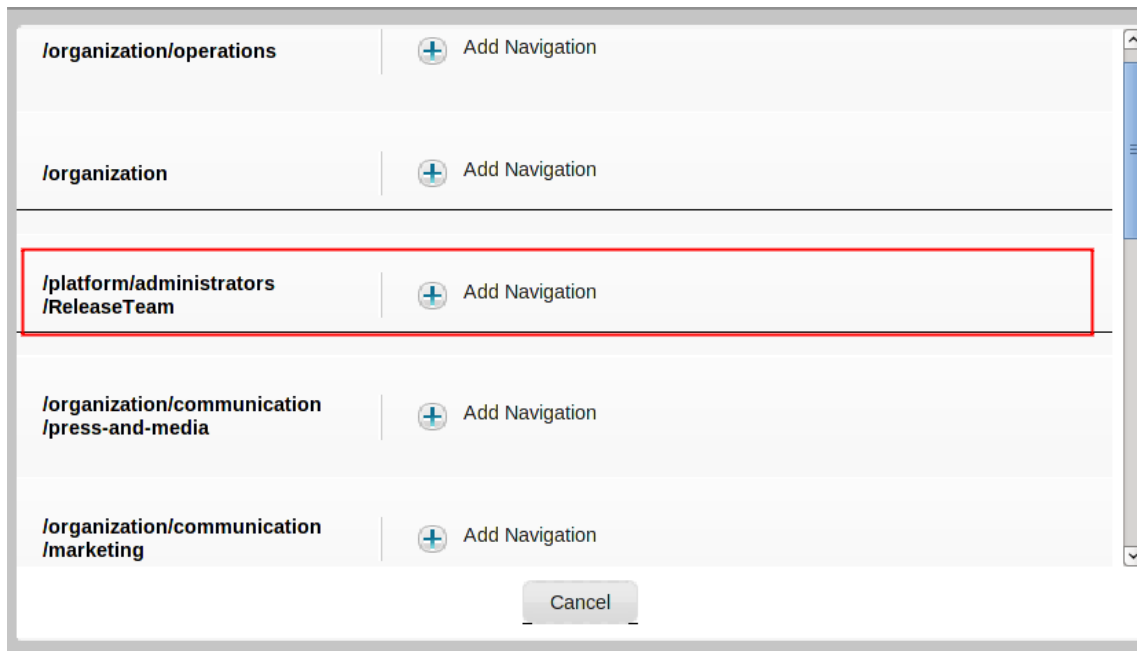 /organization/operations
Add Navigation
/organization
Add Navigation
/platform/administrators
/ReleaseTeam
Add Navigation
/organization/communication
/press-and-media
Add Navigation
/organization/communication
/marketing
Add Navigation
Cancel